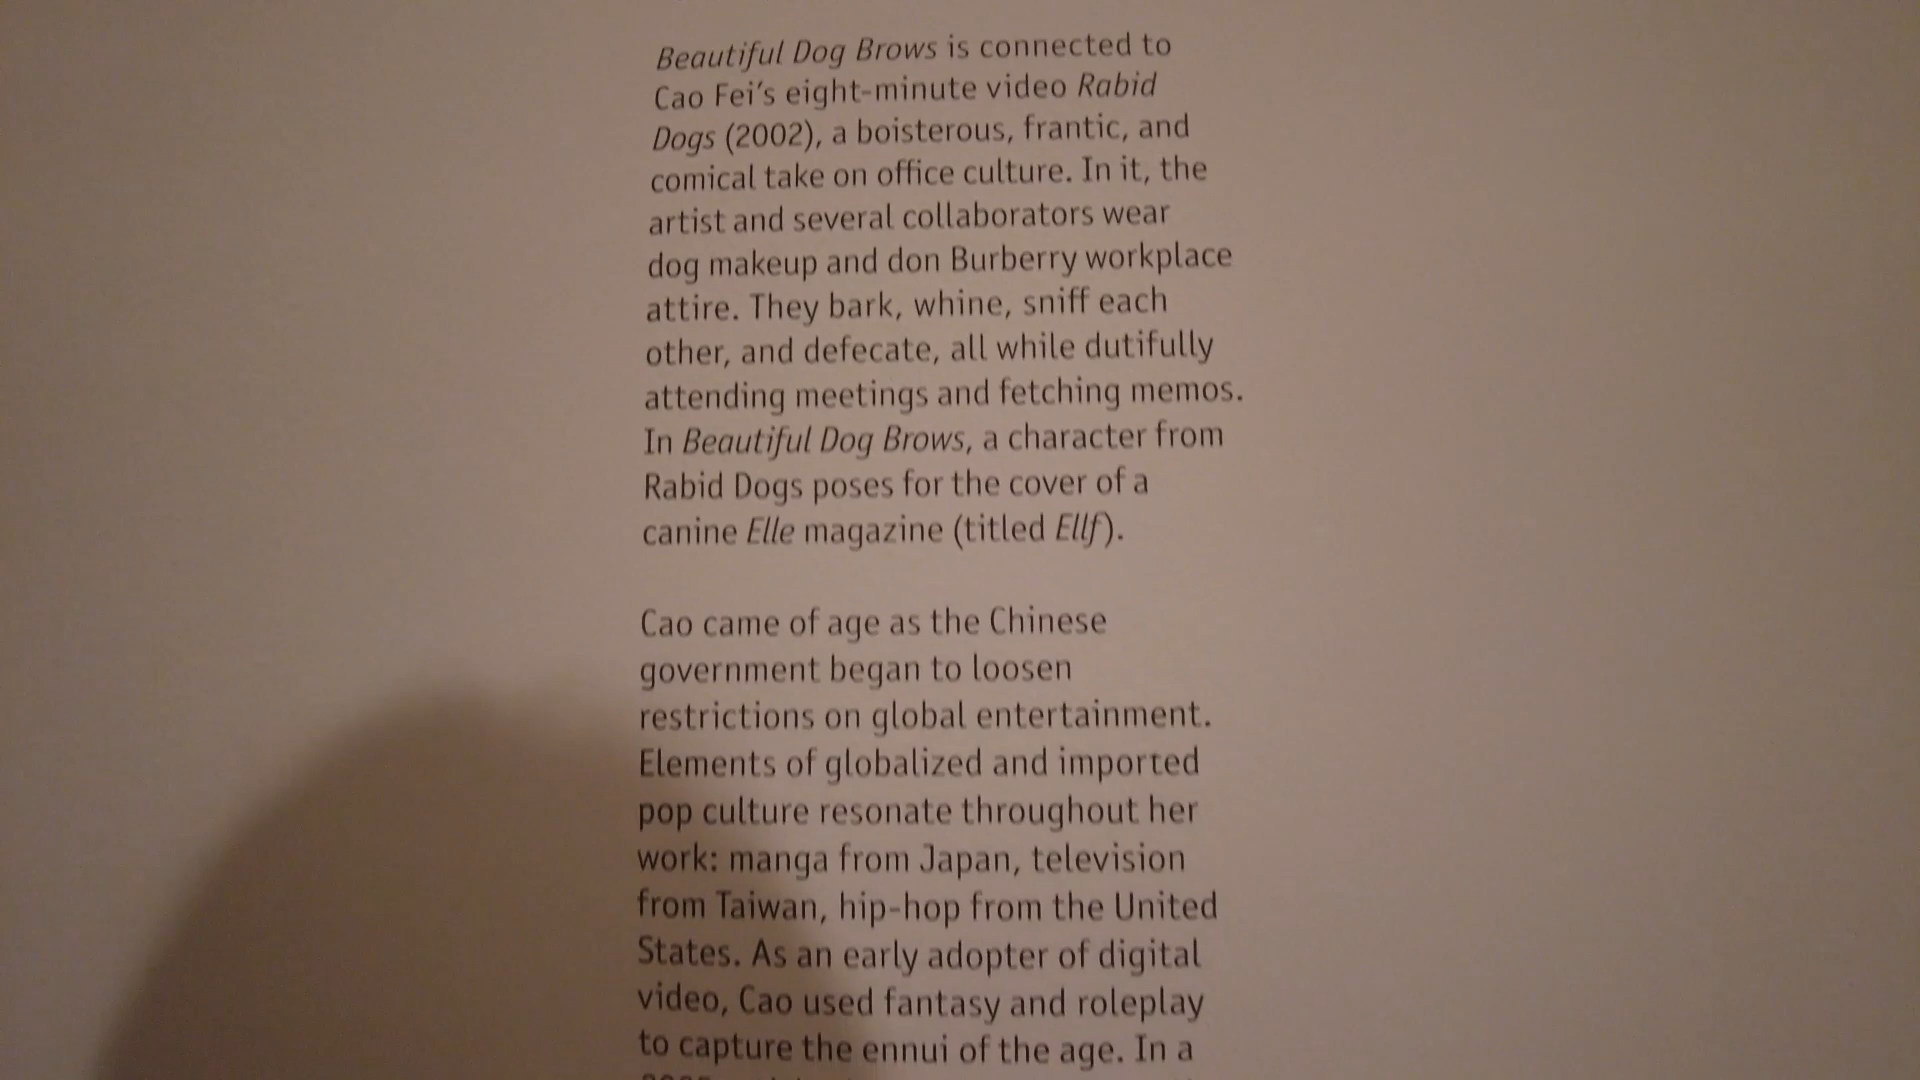 Beautiful Dog Brows is connected to
Cao Fei's eight-minute video Rabid
Dogs (2002), a boisterous, frantic, and
comical take on office culture. In it, the
artist and several collaborators wear
dog makeup and don Burberry workplace
attire. They bark, whine, sniff each
other, and defecate, all while dutifully
attending meetings and fetching memos.
In Beautiful Dog Brows, a character from
Rabid Dogs poses for the cover of a
canine Elle magazine (titled Ellf).
Cao came of age as the Chinese
government began to loosen
restrictions on global entertainment.
Elements of globalized and imported
pop culture resonate throughout her
work: manga from Japan, television
from Taiwan, hip-hop from the United
States. As an early adopter of digital
video, Cao used fantasy and roleplay
to capture the ennui of the age. In a